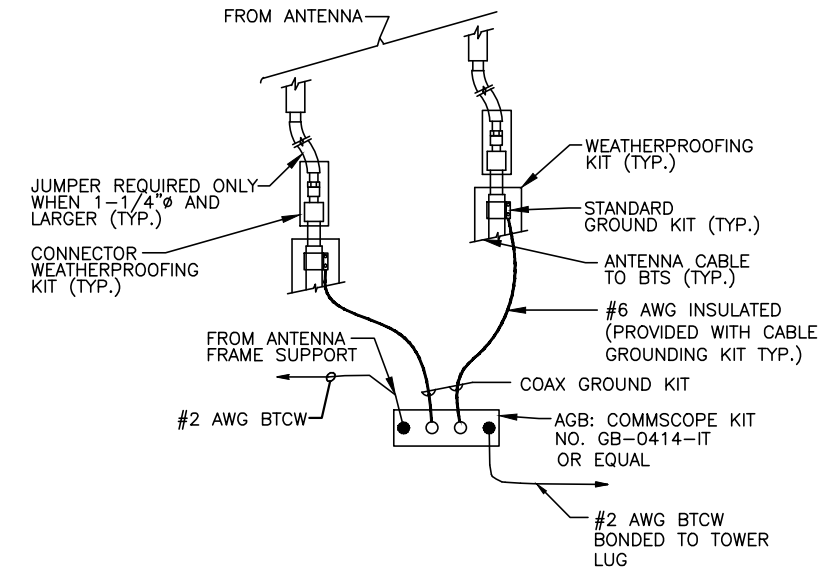 FROM ANTENNA
WEATHERPROOFING
KIT (TYP.)
JUMPER REQUIRED ONLY
WHEN 1-1/4"ø AND
LARGER (TYP.)
STANDARD
GROUND KIT (TYP.)
CONNECTOR
WEATHERPROOFING
KIT (TYP.)
ANTENNA CABLE
TO BTS (TYP.)
#6 AWG INSULATED
(PROVIDED WITH CABLE
GROUNDING KIT TYP.)
FROM ANTENNA
FRAME SUPPORT
COAX GROUND KIT
#2 AWG BTCW
AGB: COMMSCOPE KIT
NO. GB-0414-IT
OR EQUAL
#2 AWG BTCW
BONDED TO TOWER
LUG